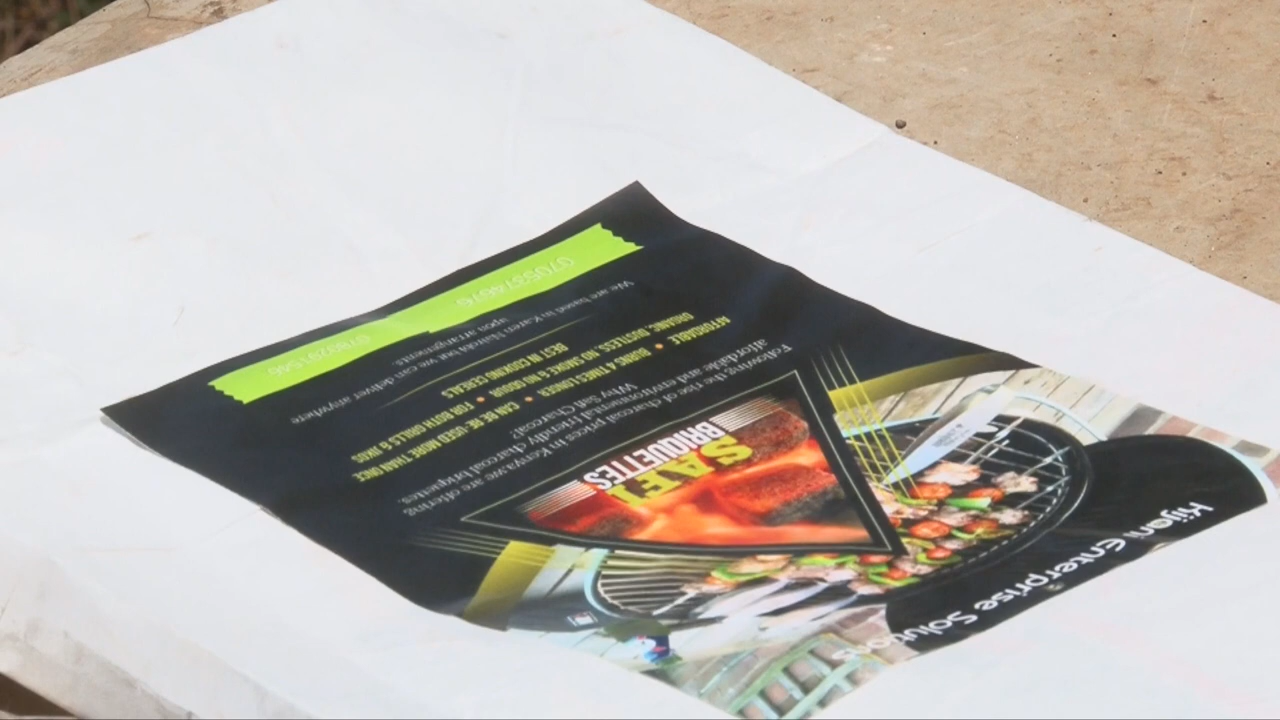 Kijani Enterprise Solutions
SAFI
BRIQUETTES
Following the rise of charcoal prices in Kenya, we are offering
affordable and environmental friendly charcoal briquettes.
Why Safi Charcoal?
AFFORDABLE • BURNS 4 TIMES LONGER • CAN BE RE-USED MORE THAN ONCE
ORGANIC, DUSTLESS, NO SMOKE & NO ODOUR • FOR BOTH GRILLS & JIKOS
BEST IN COOKING CEREALS
We are based in Karen Nairobi but we can deliver anywhere
upon arrangements.